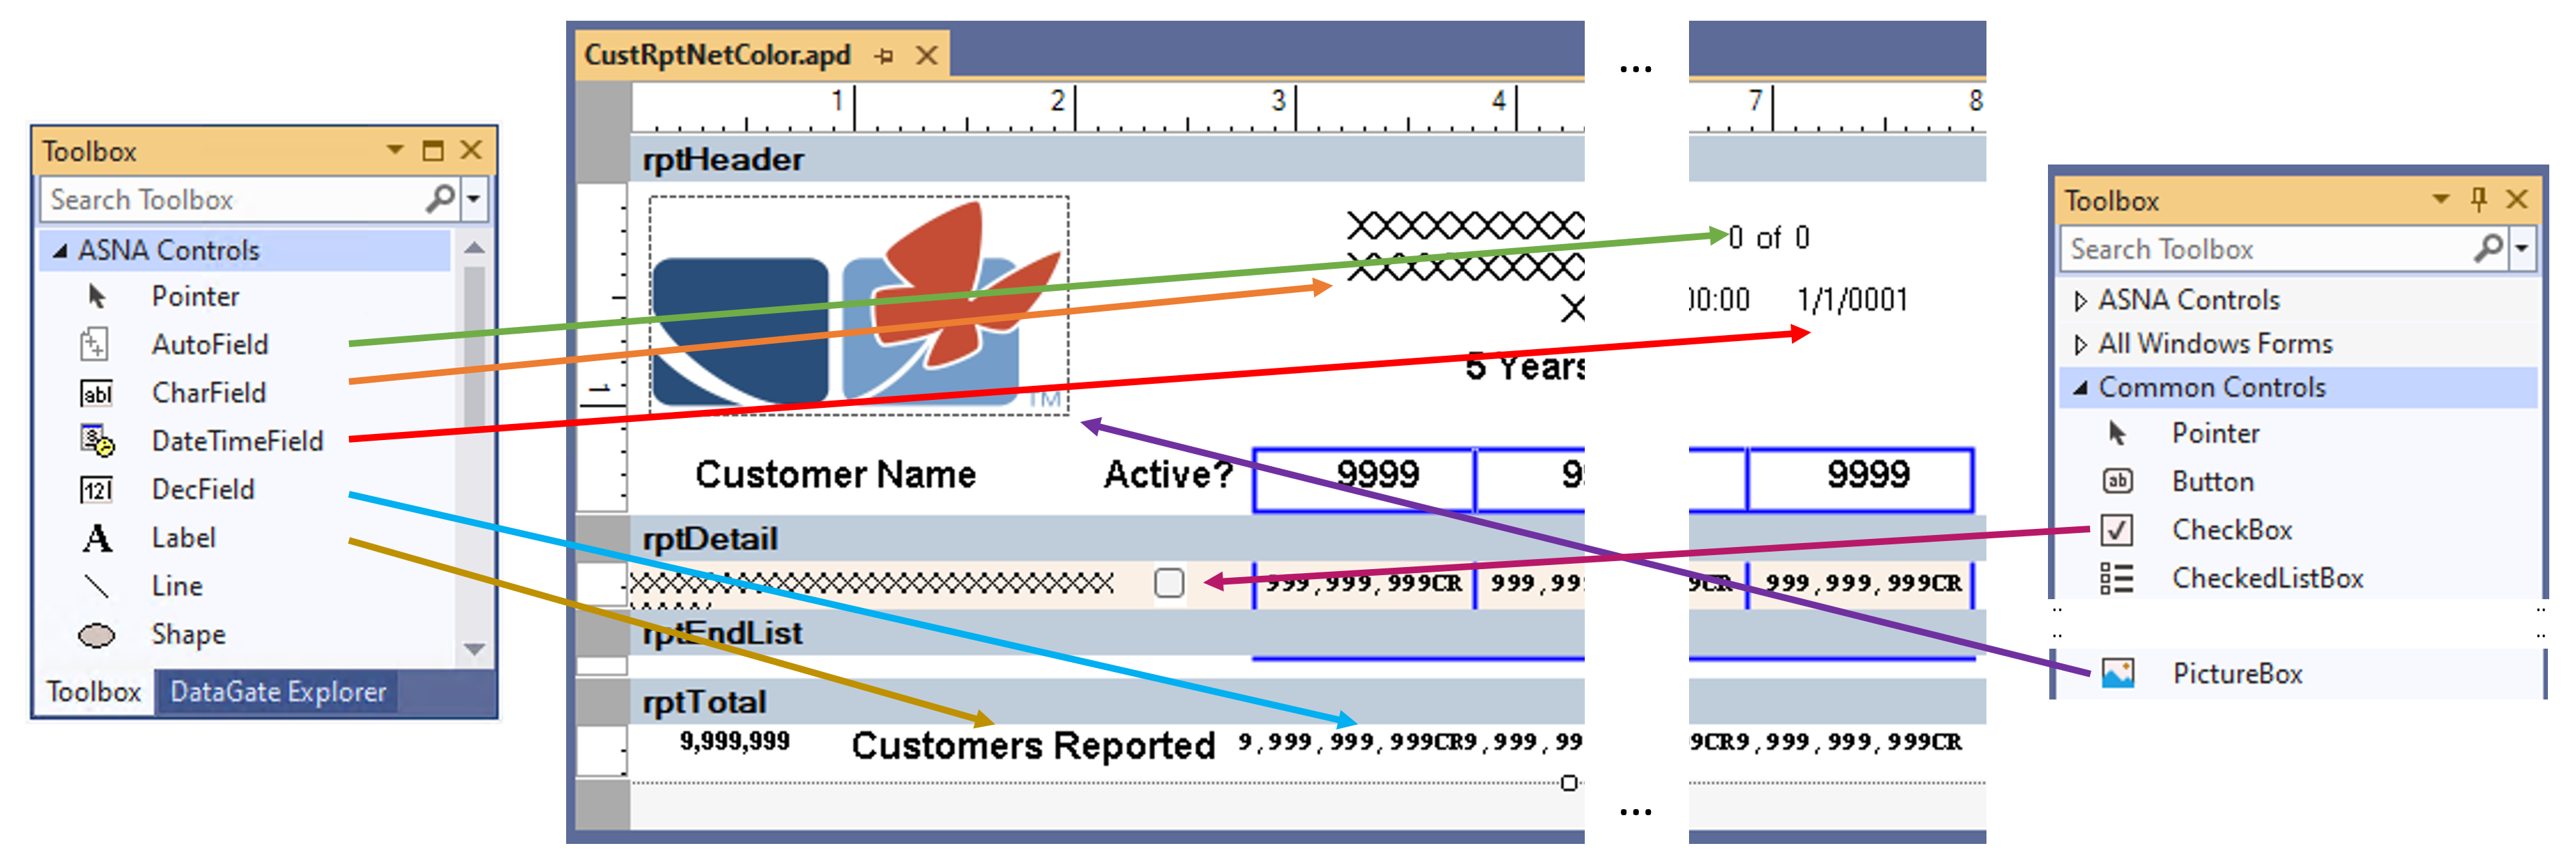 Toolbox
Search Toolbox
ASNA Controls
Pointer
AutoField
CharField
DateTimeField
DecField
Label
Line
Shape
Toolbox DataGate Explorer
CustRptNetColor.apd
...
1 2 3 4 7 8
rptHeader
TM
XXXXXXXXXX
XXXXXXXXXX
X
0 of 0
00:00 1/1/0001
5 Years
Customer Name Active? 9999 9 9999
rptDetail
999,999,999CR 999,99 9CR 999,999,999CR
rptEndList
rptTotal
9,999,999 Customers Reported 9,999,999,999CR9,999,99 9CR9,999,999,999CR
...
Toolbox
Search Toolbox
ASNA Controls
All Windows Forms
Common Controls
Pointer
Button
CheckBox
CheckedListBox
PictureBox